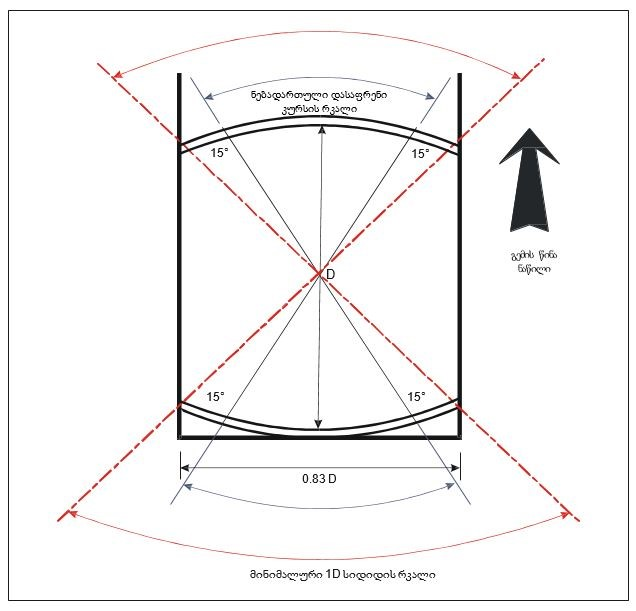 ნებადართული დასაფრენი
კურსის რკალი
15°
15°
D
გემის წინა
ნაწილი
15°
15°
0.83 D
მინიმალური 1D სიდიდის რკალი